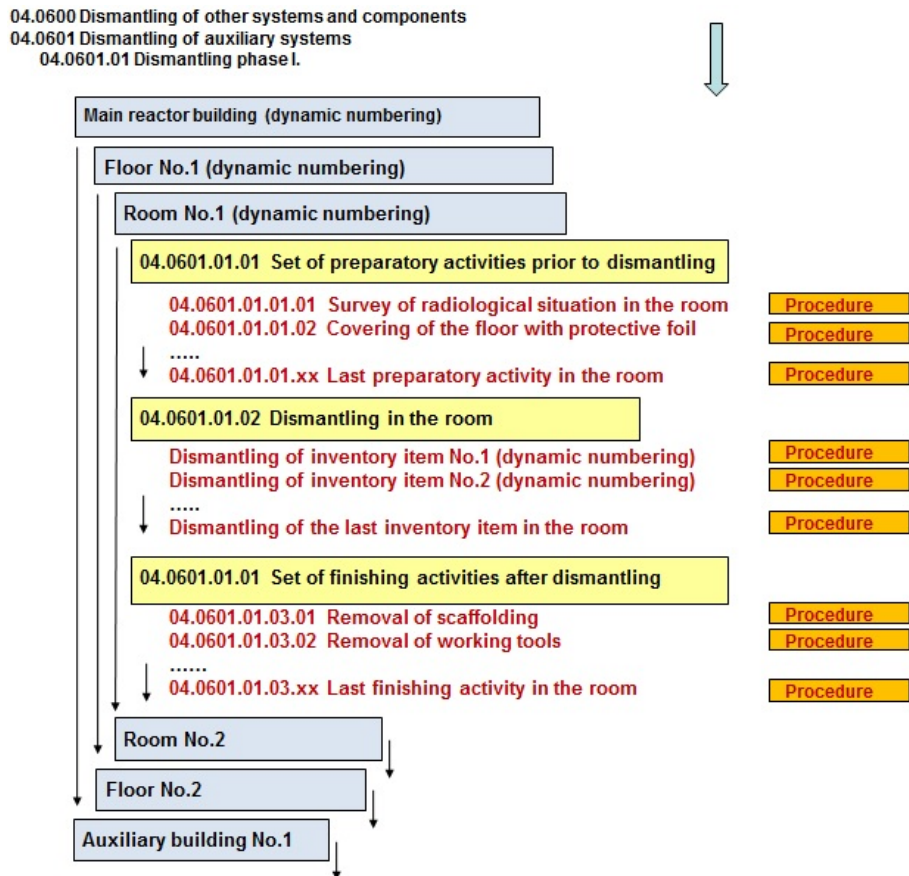 04.0600 Dismantling of other systems and components
04.0601 Dismantling of auxiliary systems
04.0601.01 Dismantling phase I.
Main reactor building (dynamic numbering)
Floor No.1 (dynamic numbering)
Room No.1 (dynamic numbering)
04.0601.01.01 Set of preparatory activities prior to dismantling
04.0601.01.01.01 Survey of radiological situation in the room Procedure
04.0601.01.01.02 Covering of the floor with protective foil Procedure
.....
04.0601.01.01.xx Last preparatory activity in the room Procedure
04.0601.01.02 Dismantling in the room
Dismantling of inventory item No.1 (dynamic numbering) Procedure
Dismantling of inventory item No.2 (dynamic numbering) Procedure
.....
Dismantling of the last inventory item in the room Procedure
04.0601.01.01 Set of finishing activities after dismantling
04.0601.01.03.01 Removal of scaffolding Procedure
04.0601.01.03.02 Removal of working tools Procedure
......
04.0601.01.03.xx Last finishing activity in the room Procedure
Room No.2
Floor No.2
Auxiliary building No.1